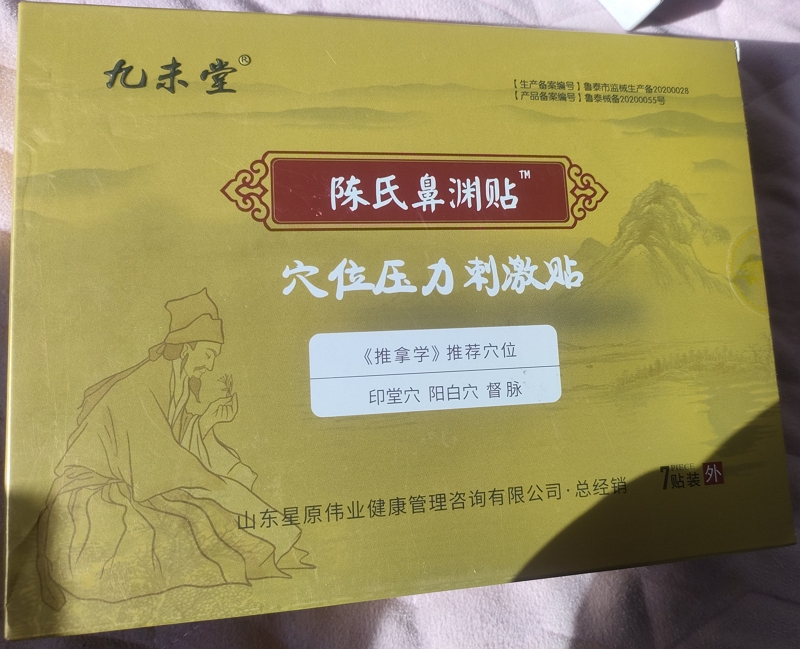 九未堂®
【生产备案编号】鲁泰市监械生产备20200028
【产品备案编号】鲁泰械备20200055号
陈氏鼻渊贴™
穴位压力刺激贴
《推拿学》推荐穴位
印堂穴 阳白穴 督脉
山东星原伟业健康管理咨询有限公司·总经销
7 PIECE 贴装 外